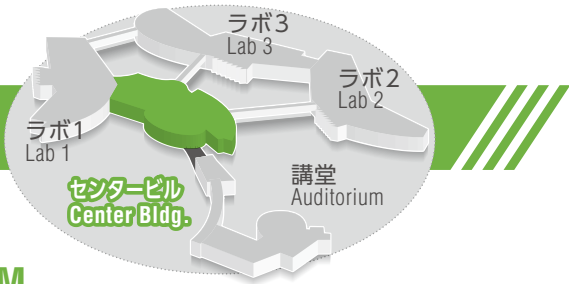 ラボ3
Lab 3
ラボ2
Lab 2
ラボ1
Lab 1
センタービル
Center Bldg.
講堂
Auditorium
M